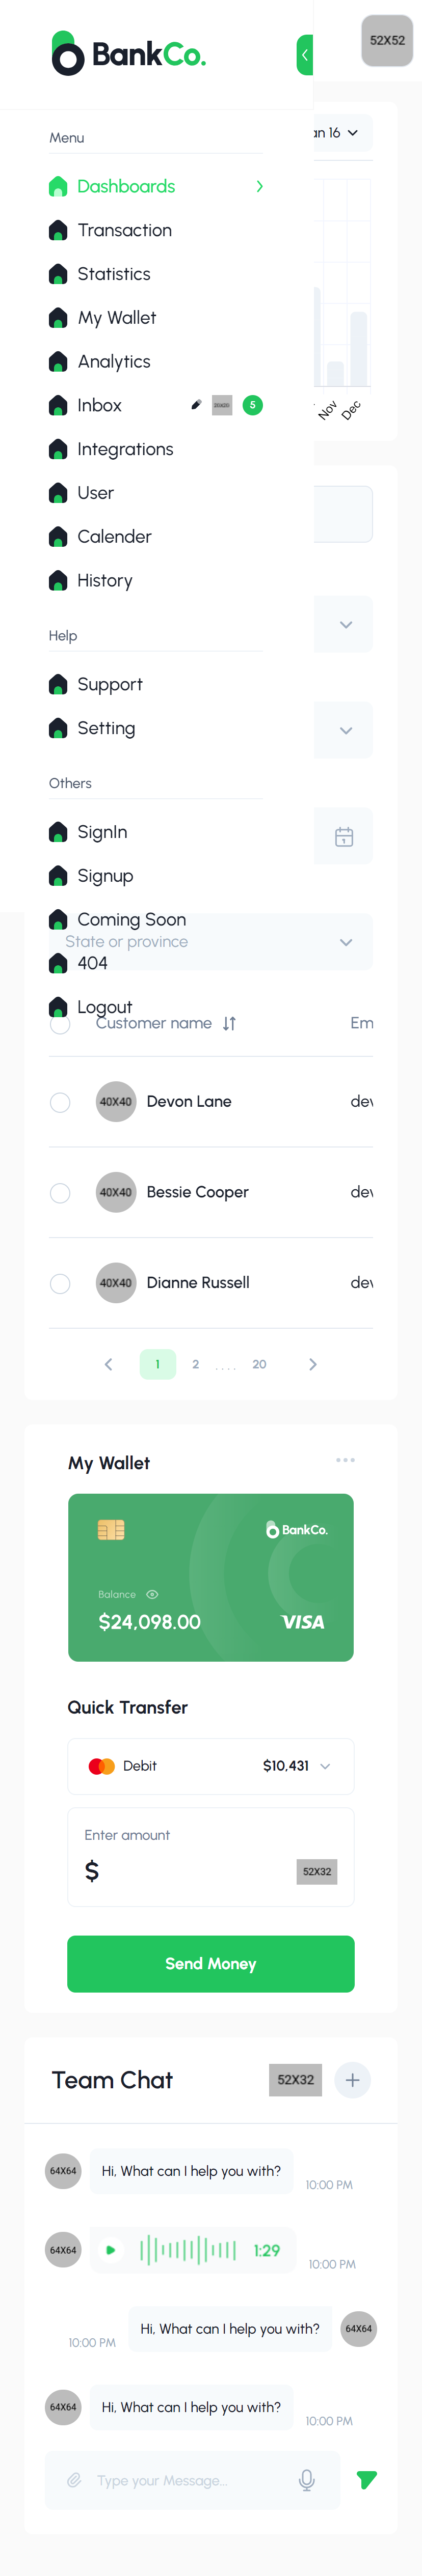 BankCo.
52X52
Menu
an 16
Dashboards
Transaction
Statistics
My Wallet
Analytics
Nov
Dec
Inbox
20X20
5
Integrations
User
Calender
History
Help
Support
Setting
Others
SignIn
Signup
Coming Soon
State or province
404
Logout
Customer name
Em
40X40
Devon Lane
dev
40X40
Bessie Cooper
dev
40X40
Dianne Russell
dev
1 2 .... 20
My Wallet
BankCo.
Balance
$24,098.00
VISA
Quick Transfer
Debit
$10,431
Enter amount
$
52X32
Send Money
Team Chat
52X32
64X64
Hi, What can I help you with?
10:00 PM
64X64
1:29
10:00 PM
Hi, What can I help you with?
64X64
10:00 PM
64X64
Hi, What can I help you with?
10:00 PM
Type your Message...